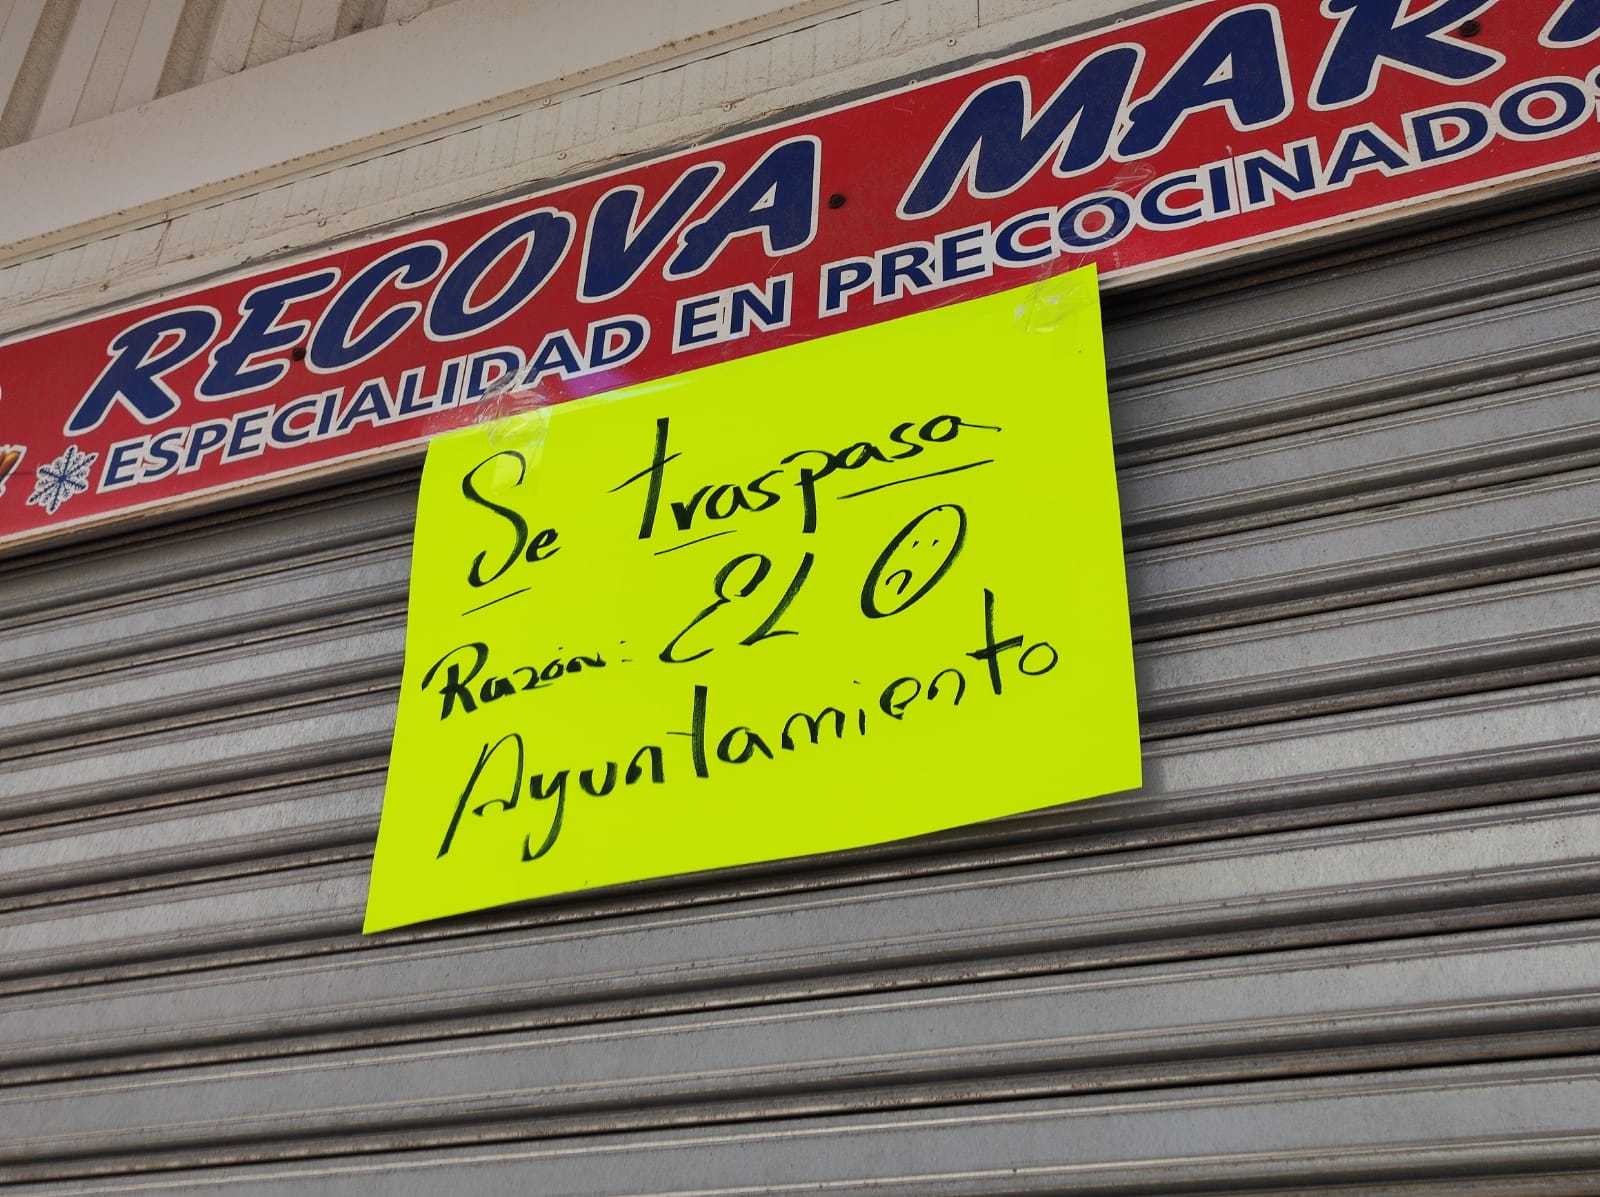 RECOVA
ESPECIALIDAD EN PRECOCINADOS
Se traspasa
Razón: EL
Ayuntamiento